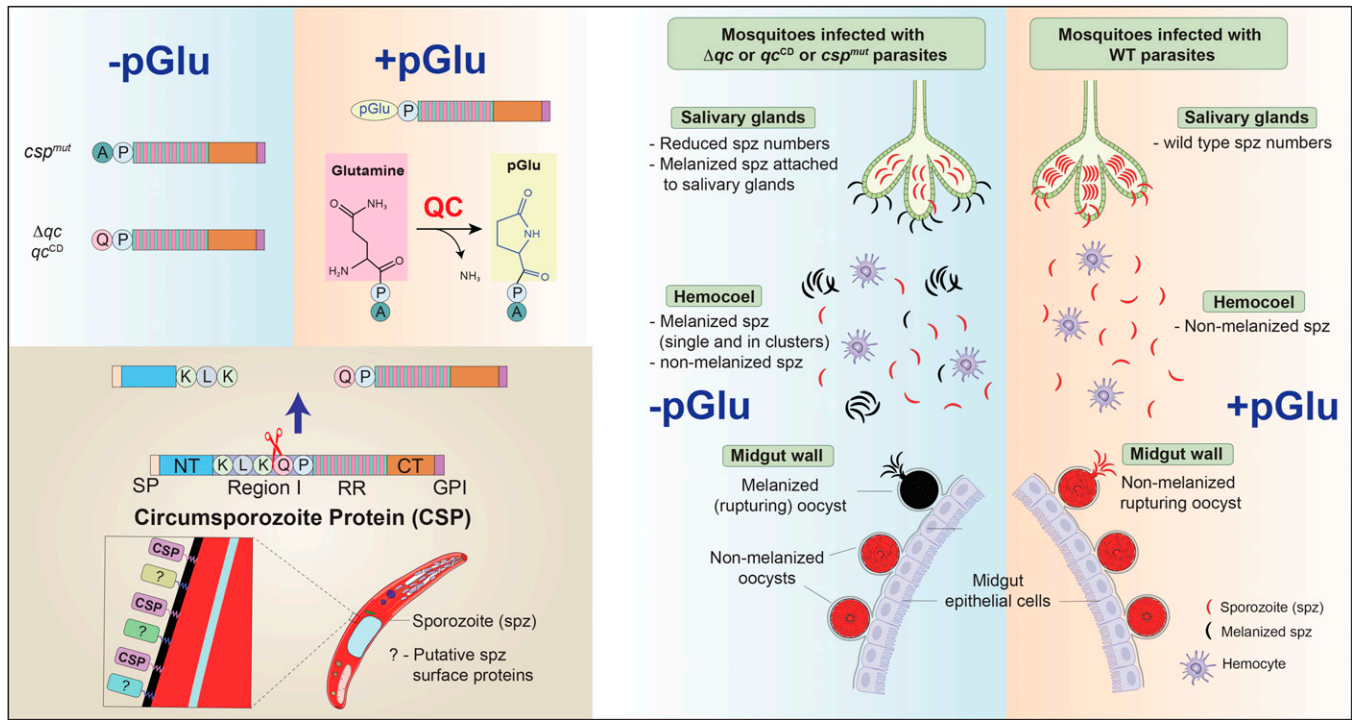 -pGlu
+pGlu
pGlu P
csp^mut
A P
Δqc
qc^CD
Q P
Glutamine
pGlu
QC
O
NH₃
H₂N
O
NH₃
O
NH
O
P
A
P
A
K L K
Q P
NT K L K Q P CT
SP Region I RR GPI
Circumsporozoite Protein (CSP)
CSP
?
CSP
?
CSP
?
Sporozoite (spz)
? - Putative spz
surface proteins
Mosquitoes infected with
Δqc or qc^CD or csp^mut parasites
Salivary glands
- Reduced spz numbers
- Melanized spz attached
to salivary glands
Hemocoel
- Melanized spz
(single and in clusters)
- non-melanized spz
-pGlu
Midgut wall
Melanized
(rupturing) oocyst
Non-melanized
oocysts
Midgut
epithelial cells
Mosquitoes infected with
WT parasites
Salivary glands
- wild type spz numbers
Hemocoel
- Non-melanized spz
+pGlu
Midgut wall
Non-melanized
rupturing oocyst
Sporozoite (spz)
Melanized spz
Hemocyte